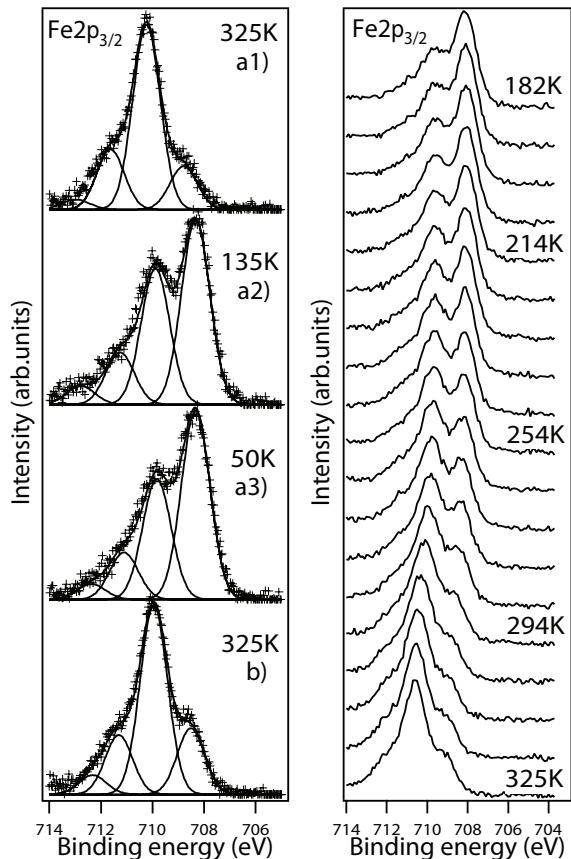 Fe2p3/2
325K
a1)
135K
a2)
50K
a3)
325K
b)
Intensity (arb.units)
714 712 710 708 706
Binding energy (eV)
Fe2p3/2
182K
214K
254K
294K
325K
Intensity (arb.units)
714 712 710 708 706 704
Binding energy (eV)